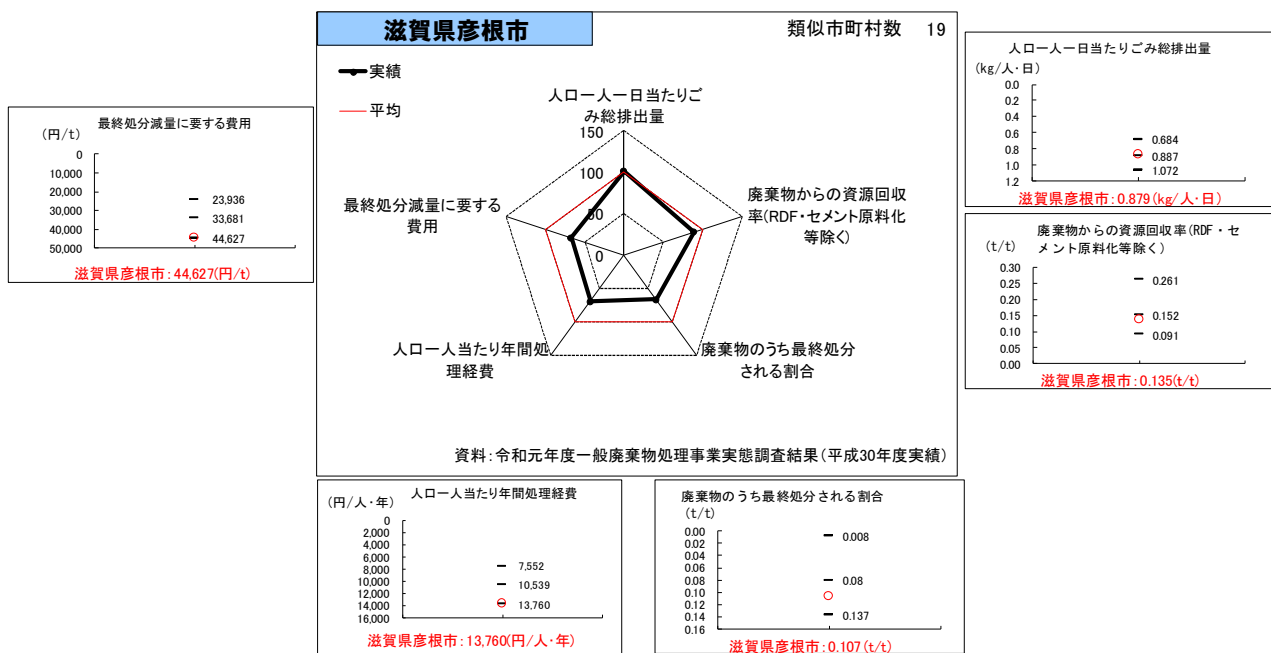 滋賀県彦根市
類似市町村数 19
実績
平均
人口一人一日当たりご
み総排出量
150
100
50
0
廃棄物からの資源回収
率(RDF・セメント原料化
等除く)
廃棄物のうち最終処分
される割合
人口一人当たり年間処
理経費
最終処分減量に要する
費用
資料:令和元年度一般廃棄物処理事業実態調査結果(平成30年度実績)
最終処分減量に要する費用
(円/t)
0
10,000
20,000
30,000
40,000
50,000
23,936
33,681
44,627
滋賀県彦根市:44,627(円/t)
人口一人一日当たりごみ総排出量
(kg/人・日)
0.0
0.2
0.4
0.6
0.8
1.0
1.2
0.684
0.887
1.072
滋賀県彦根市:0.879(kg/人・日)
廃棄物からの資源回収率(RDF・セ
メント原料化等除く)
(t/t)
0.30
0.25
0.20
0.15
0.10
0.05
0.00
0.261
0.152
0.091
滋賀県彦根市:0.135(t/t)
人口一人当たり年間処理経費
(円/人・年)
0
2,000
4,000
6,000
8,000
10,000
12,000
14,000
16,000
7,552
10,539
13,760
滋賀県彦根市:13,760(円/人・年)
廃棄物のうち最終処分される割合
(t/t)
0.00
0.02
0.04
0.06
0.08
0.10
0.12
0.14
0.16
0.008
0.08
0.137
滋賀県彦根市:0.107(t/t)